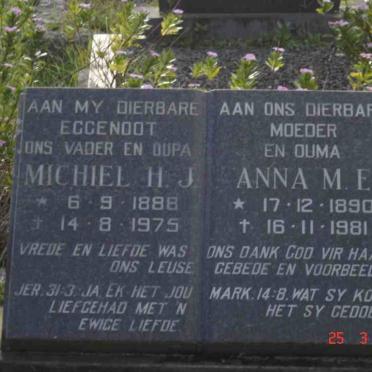 AAN MY DIERBARE
EGGENOOT
ONS VADER EN OUPA
MICHIEL H.J.
* 6·9·1886
† 14·8·1975
VREDE EN LIEFDE WAS
ONS LEUSE
JER.31·3.JA, EK HET JOU
LIEFGEHAD MET 'N
EWIGE LIEFDE
AAN ONS DIERBAR
MOEDER
EN OUMA
ANNA M.E
* 17·12·1890
† 16·11·1981
ONS DANK GOD VIR HA
GEBEDE EN VOORBEEL
MARK.14·8.WAT SY KO
HET SY GEDO
25 3